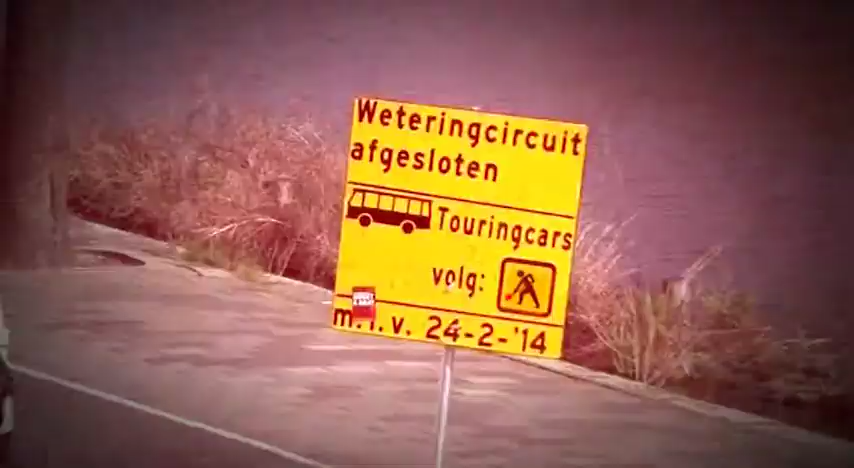 Weteringcircuit
afgesloten
Touringcars
volg:
m.i.v. 24-2-'14